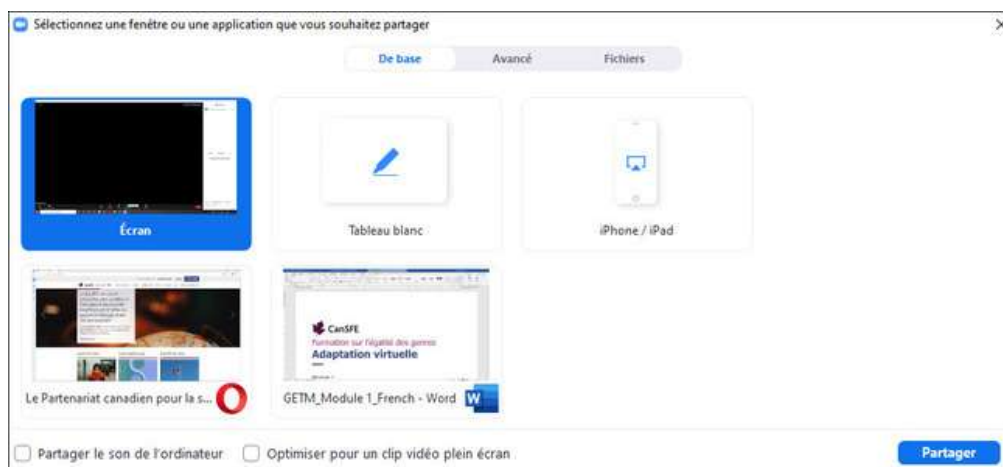 Sélectionnez une fenêtre ou une application que vous souhaitez partager
De base
Avancé
Fichiers
Écran
Tableau blanc
iPhone / iPad
CanSFE
Formation sur l'égalité des genres
Adaptation virtuelle
Le Partenariat canadien pour la s...
GETM_Module 1_French - Word
Partager le son de l'ordinateur
Optimiser pour un clip vidéo plein écran
Partager